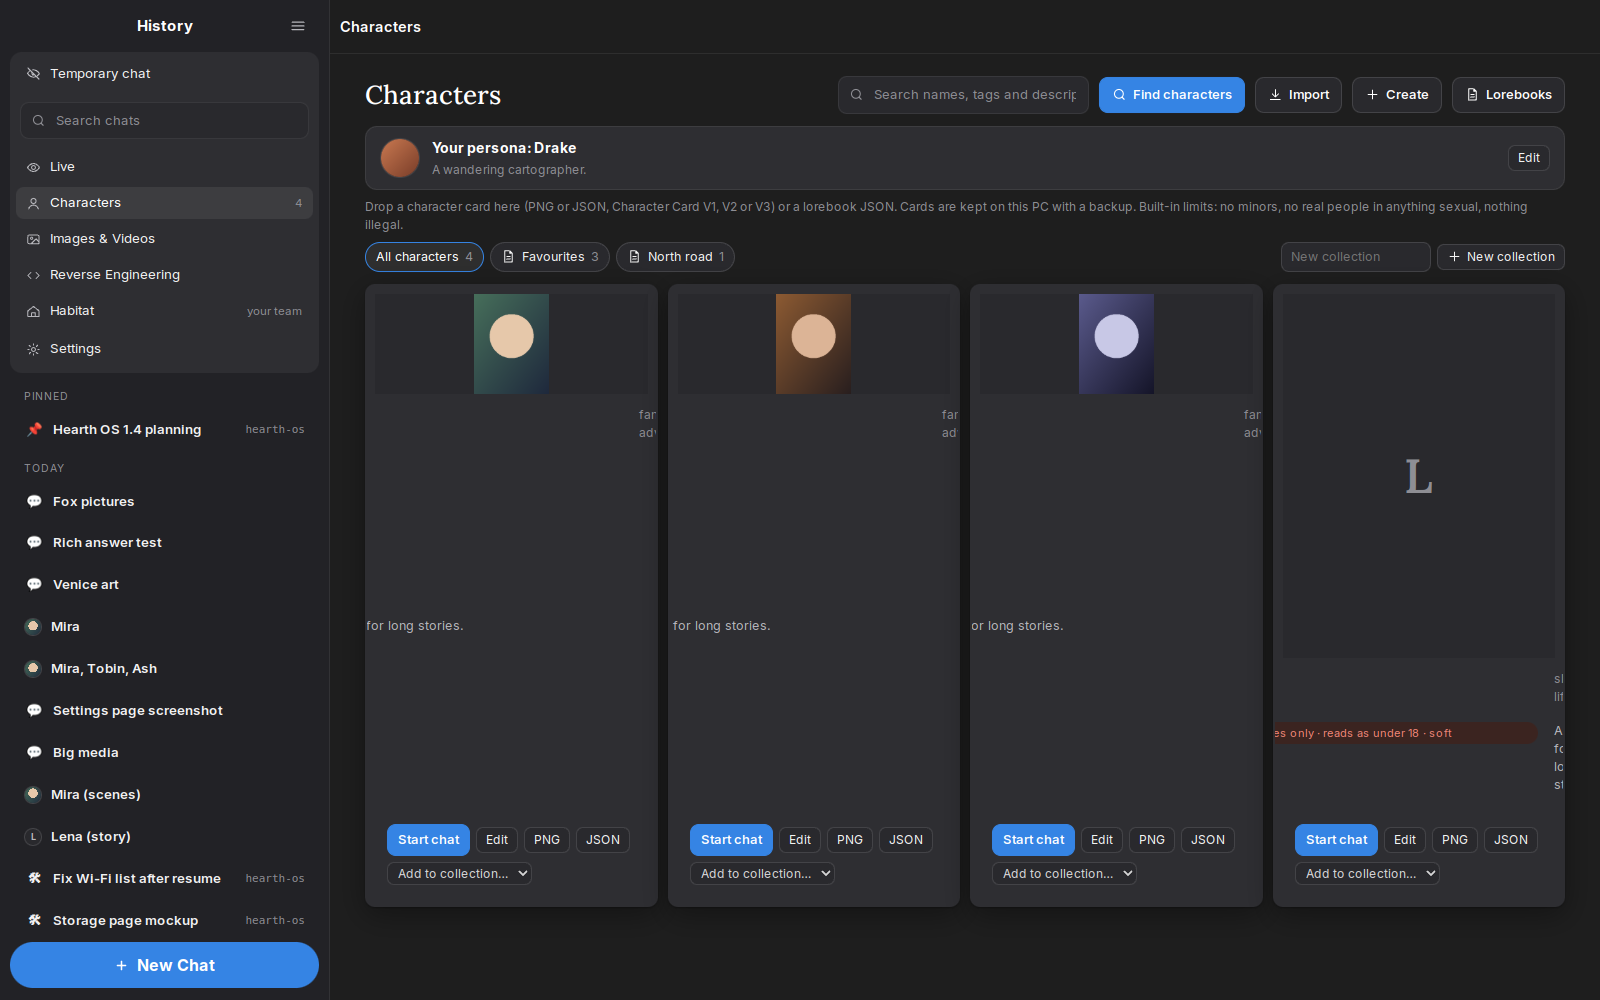 History
Temporary chat
Search chats
Live
Characters 4
Images & Videos
Reverse Engineering
Habitat your team
Settings
PINNED
Hearth OS 1.4 planning hearth-os
TODAY
Fox pictures
Rich answer test
Venice art
Mira
Mira, Tobin, Ash
Settings page screenshot
Big media
Mira (scenes)
L Lena (story)
Fix Wi-Fi list after resume hearth-os
Storage page mockup hearth-os
+ New Chat
Characters
Characters
Search names, tags and descrip
Find characters
Import
Create
Lorebooks
Your persona: Drake
A wandering cartographer.
Edit
Drop a character card here (PNG or JSON, Character Card V1, V2 or V3) or a lorebook JSON. Cards are kept on this PC with a backup. Built-in limits: no minors, no real people in anything sexual, nothing
illegal.
All characters 4
Favourites 3
North road 1
New collection
+ New collection
for long stories.
Start chat Edit PNG JSON
Add to collection...
for long stories.
Start chat Edit PNG JSON
Add to collection...
or long stories.
Start chat Edit PNG JSON
Add to collection...
L
es only · reads as under 18 · soft
Start chat Edit PNG JSON
Add to collection...